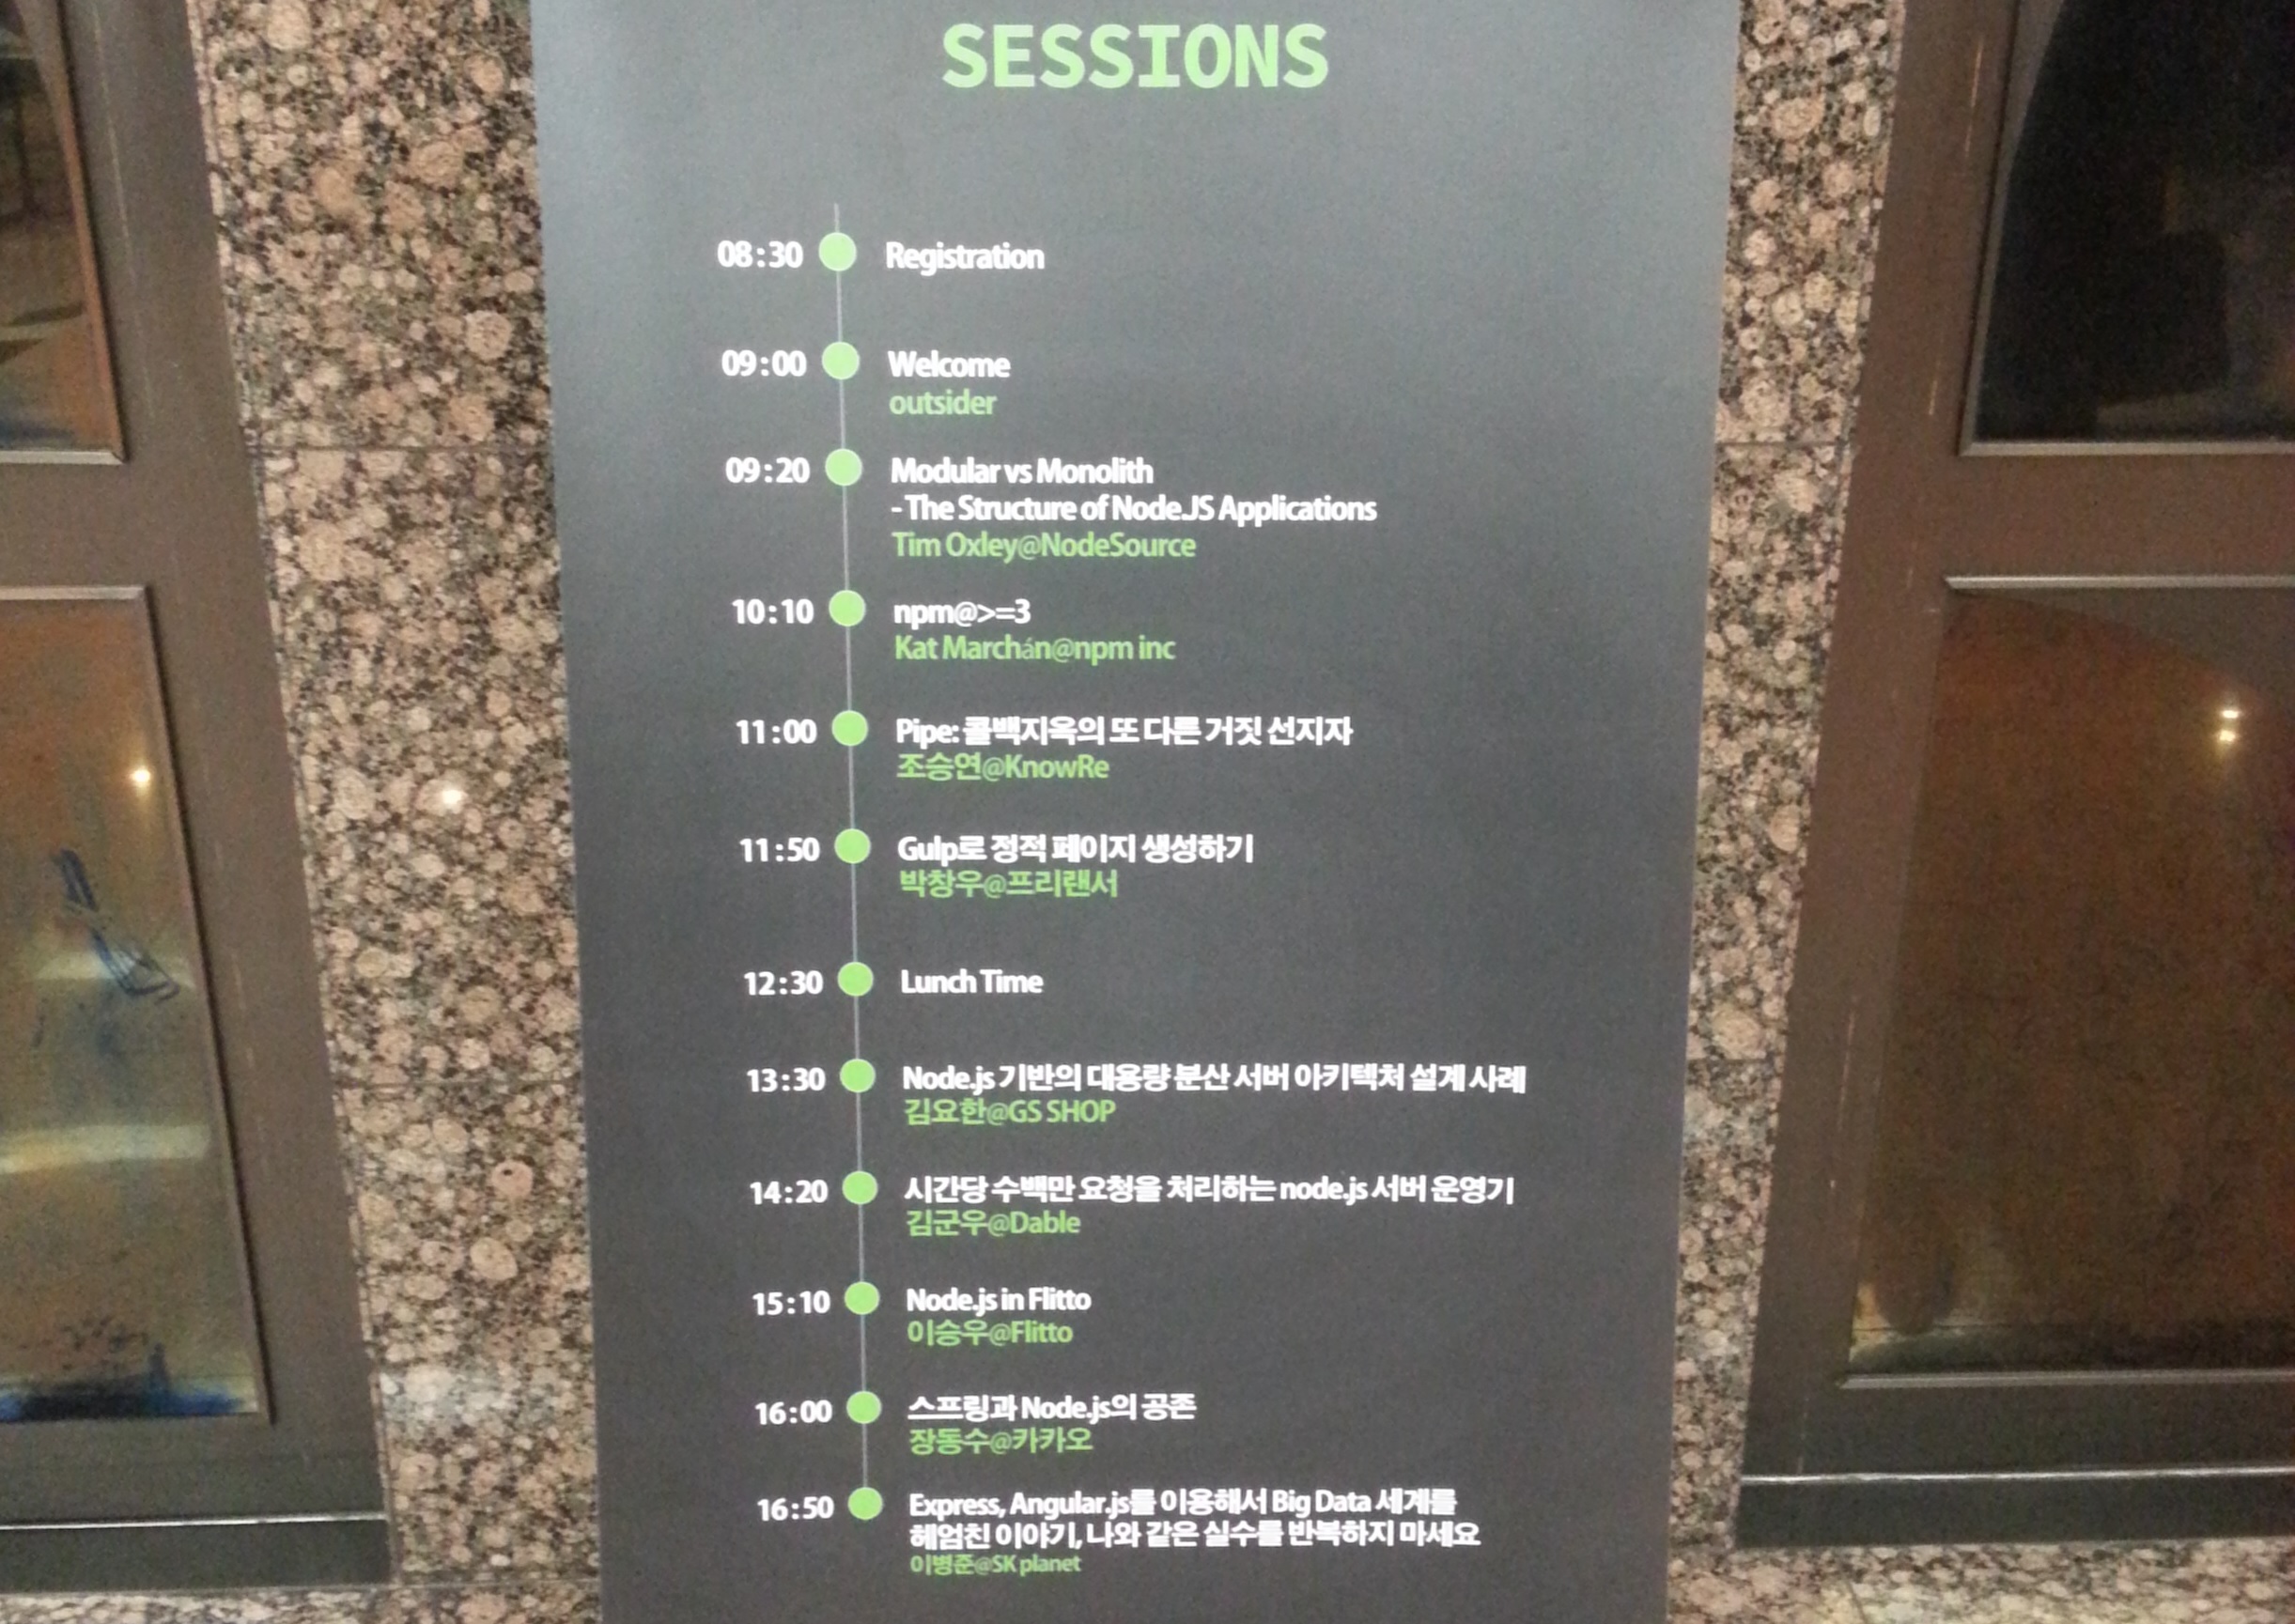 SESSIONS
08:30 Registration
09:00 Welcome
outsider
09:20 Modular vs Monolith
- The Structure of Node.JS Applications
Tim Oxley@NodeSource
10:10 npm@>=3
Kat Marchán@npm inc
11:00 Pipe: 콜백지옥의 또 다른 거짓 선지자
조승연@KnowRe
11:50 Gulp로 정적 페이지 생성하기
박창우@프리랜서
12:30 Lunch Time
13:30 Node.js 기반의 대용량 분산 서버 아키텍처 설계 사례
김요한@GS SHOP
14:20 시간당 수백만 요청을 처리하는 node.js 서버 운영기
김군우@Dable
15:10 Node.js in Flitto
이승우@Flitto
16:00 스프링과 Node.js의 공존
장동수@카카오
16:50 Express, Angular.js를 이용해서 Big Data 세계를
헤엄친 이야기, 나와 같은 실수를 반복하지 마세요
이병준@SK planet